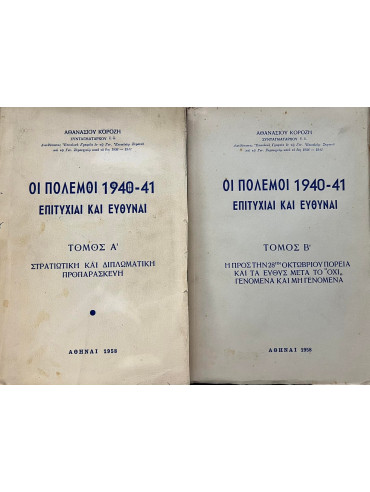 ΑΘΑΝΑΣΙΟΥ ΚΟΡΟΖΗ
ΣΥΝΤΑΓΜΑΤΑΡΧΟΥ
ΟΙ ΠΟΛΕΜΟΙ 1940-41
ΕΠΙΤΥΧΙΑΙ ΚΑΙ ΕΥΘΥΝΑΙ
ΤΟΜΟΣ Α'
ΣΤΡΑΤΙΩΤΙΚΗ ΚΑΙ ΔΙΠΛΩΜΑΤΙΚΗ
ΠΡΟΠΑΡΑΣΚΕΥΗ
ΑΘΗΝΑΙ 1958
ΑΘΑΝΑΣΙΟΥ ΚΟΡΟΖΗ
ΣΥΝΤΑΓΜΑΤΑΡΧΟΥ
ΟΙ ΠΟΛΕΜΟΙ 1940-41
ΕΠΙΤΥΧΙΑΙ ΚΑΙ ΕΥΘΥΝΑΙ
ΤΟΜΟΣ Β'
Η ΠΡΟΣ ΤΗΝ 28ην ΟΚΤΩΒΡΙΟΥ ΠΟΡΕΙΑ
ΚΑΙ ΤΑ ΕΥΘΥΣ ΜΕΤΑ ΤΟ "ΟΧΙ,,
ΓΕΝΟΜΕΝΑ ΚΑΙ ΜΗ ΓΕΝΟΜΕΝΑ
ΑΘΗΝΑΙ 1958